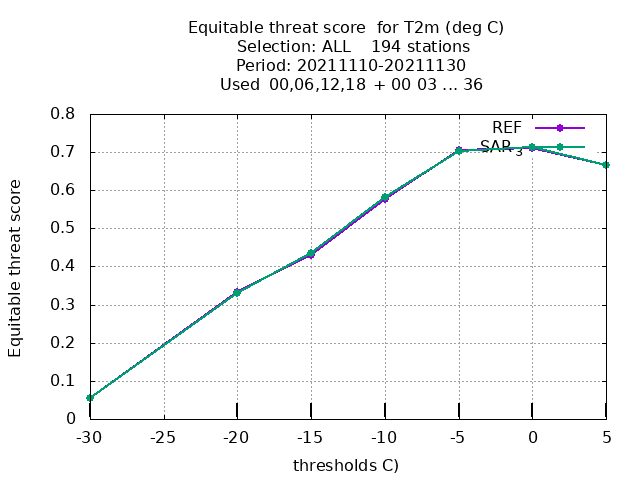 Equitable threat score  for T2m (deg C)
Selection: ALL    194 stations
Period: 20211110-20211130
Used  00,06,12,18  + 00 03 ... 36
REF
SAR_3
Equitable threat score
0.8
0.7
0.6
0.5
0.4
0.3
0.2
0.1
0
-30 -25 -20 -15 -10 -5 0 5
thresholds C)